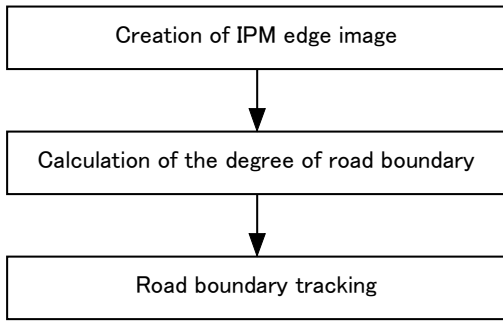 Creation of IPM edge image
Calculation of the degree of road boundary
Road boundary tracking